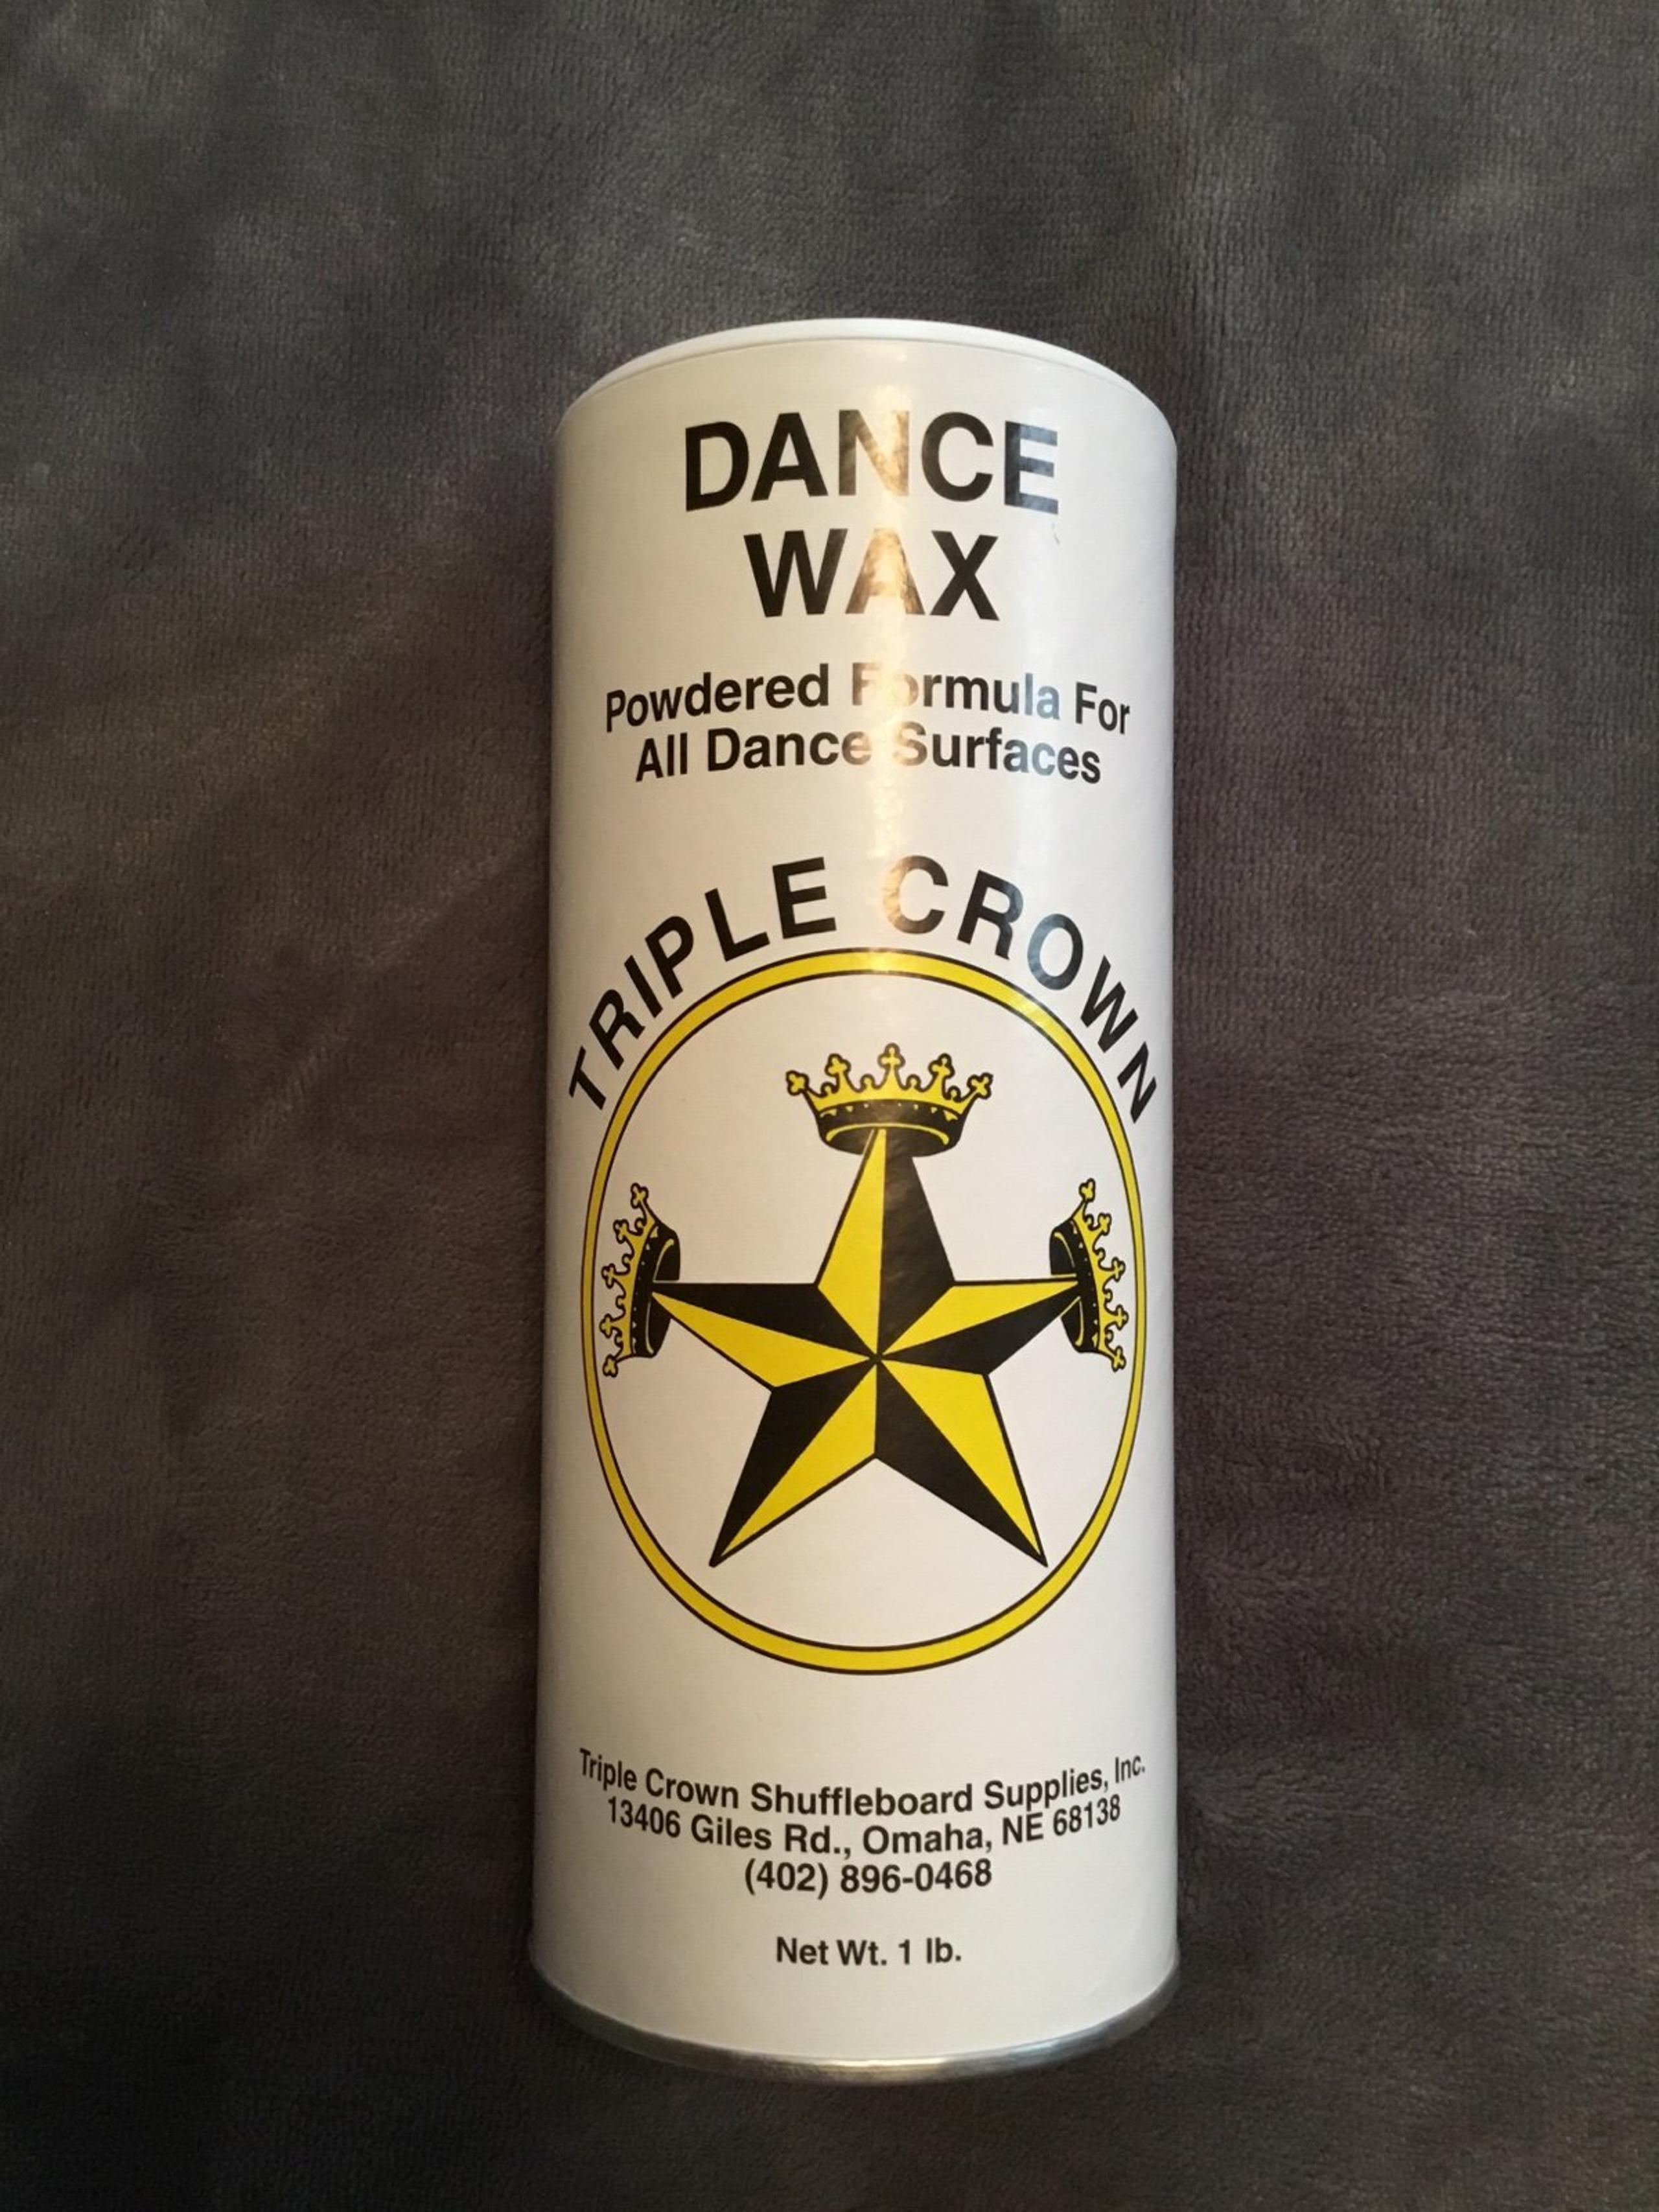 DANCE
WAX
Powdered Formula For
All Dance Surfaces
TRIPLE CROWN
Triple Crown Shuffleboard Supplies, Inc.
13406 Giles Rd., Omaha, NE 68138
(402) 896-0468
Net Wt. 1 lb.